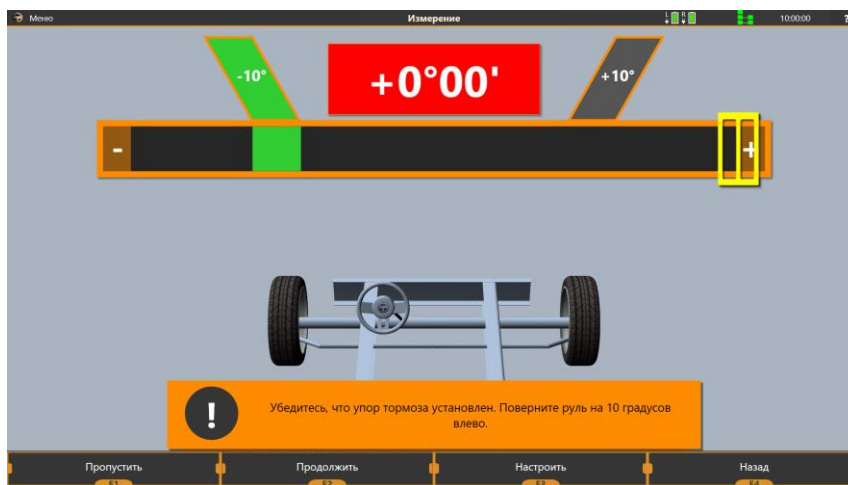 Меню
Измерение
L R
10:00:00
?
-10°
+0°00'
+10°
-
+
!
Убедитесь, что упор тормоза установлен. Поверните руль на 10 градусов
влево.
Пропустить
Продолжить
Настроить
Назад
F1
F2
F3
F4